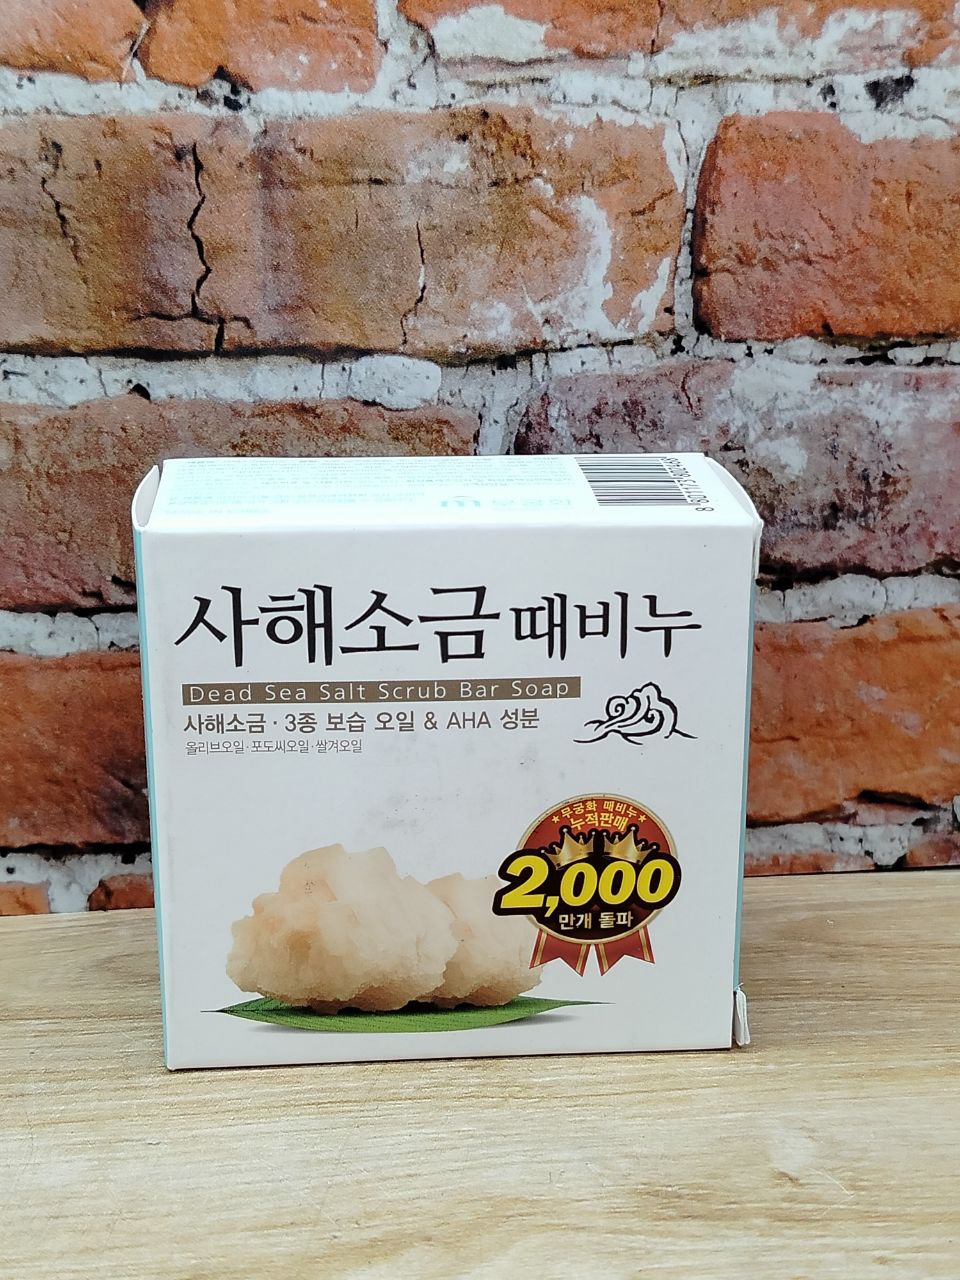 사해소금 때비누
Dead Sea Salt Scrub Bar Soap
사해소금 · 3종 보습 오일 & AHA 성분
올리브오일·포도씨오일·쌀겨오일
★무궁화 때비누★
누적판매
2,000
만개 돌파